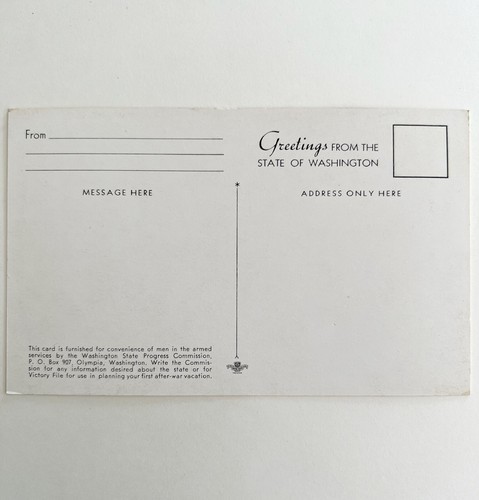 From
Greetings FROM THE
STATE OF WASHINGTON
MESSAGE HERE
ADDRESS ONLY HERE
This card is furnished for convenience of men in the armed
services by the Washington State Progress Commission,
P. O. Box 907, Olympia, Washington. Write the Commis-
sion for any information desired about the state or for
Victory File for use in planning your first after-war vacation.